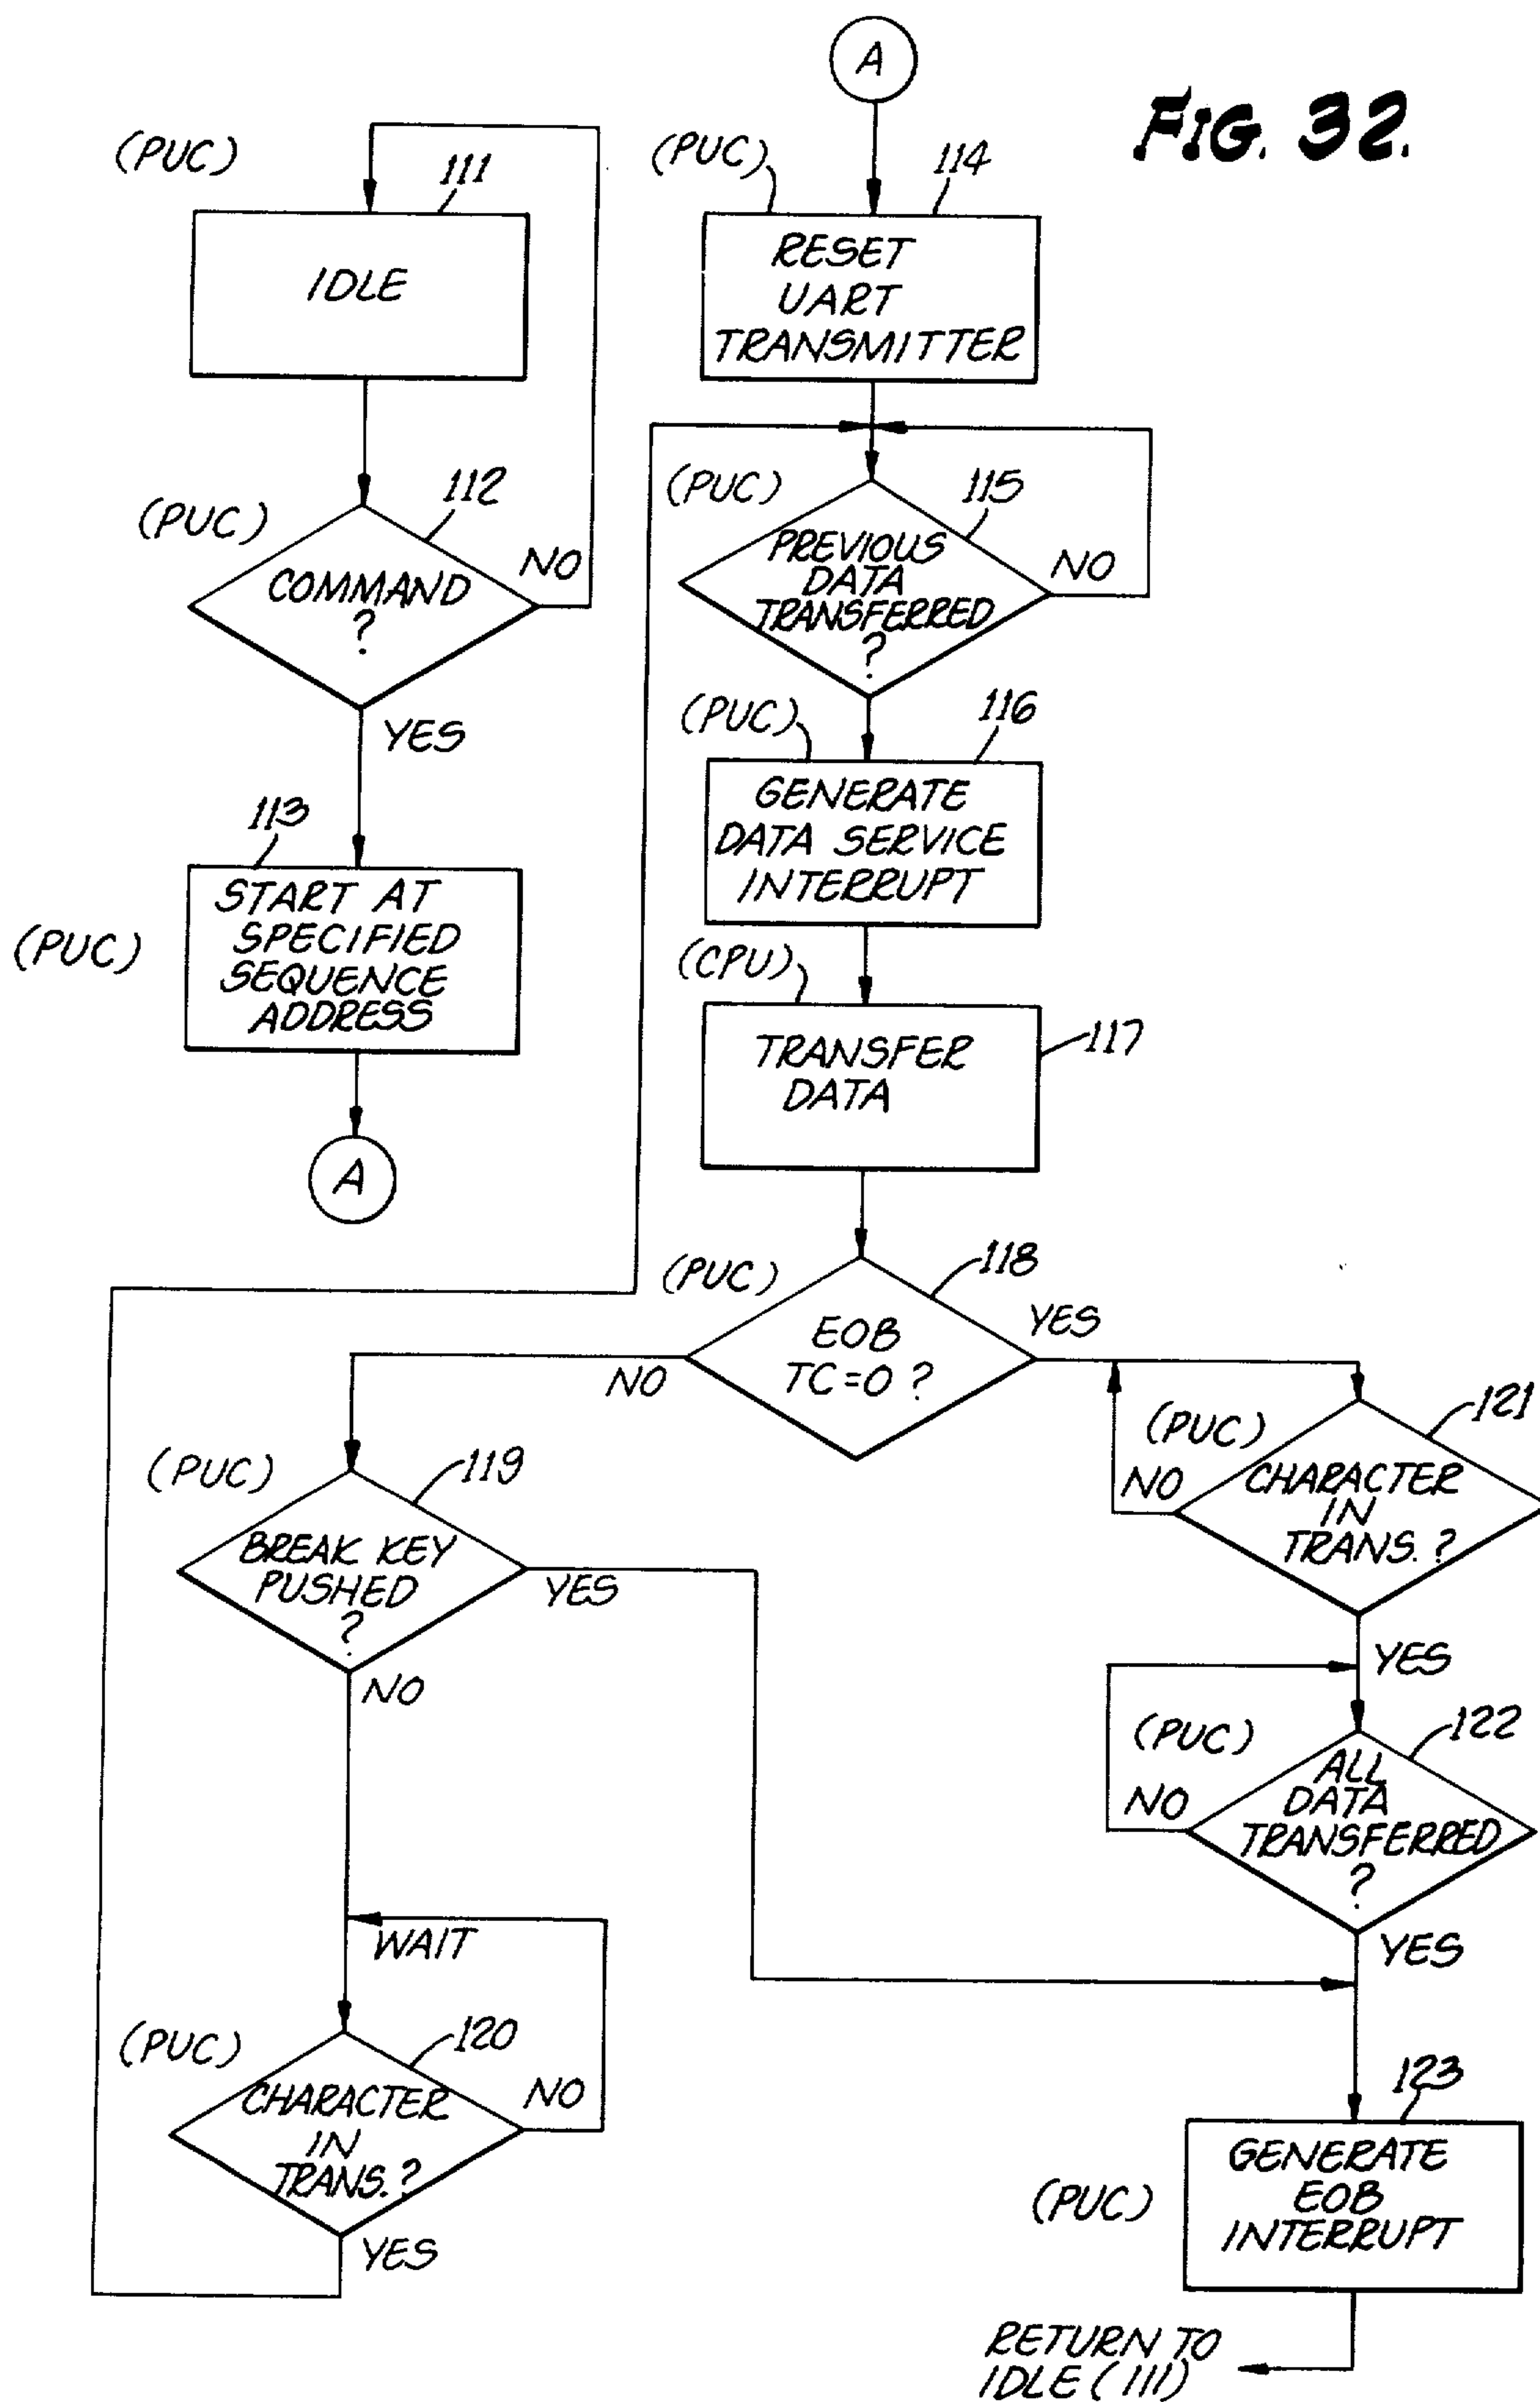 FIG. 32.
(PUC)
111
IDLE
(PUC)
112
COMMAND
?
NO
YES
113
(PUC)
START AT
SPECIFIED
SEQUENCE
ADDRESS
A
A
(PUC)
114
RESET
UART
TRANSMITTER
(PUC)
115
PREVIOUS
DATA
TRANSFERRED
?
NO
(PUC)
116
GENERATE
DATA SERVICE
INTERRUPT
(CPU)
117
TRANSFER
DATA
(PUC)
118
EOB
TC=0 ?
YES
NO
(PUC)
119
BREAK KEY
PUSHED
?
YES
NO
WAIT
(PUC)
120
CHARACTER
IN
TRANS.?
NO
YES
(PUC)
121
CHARACTER
IN
TRANS.?
NO
YES
(PUC)
122
ALL
DATA
TRANSFERRED
?
NO
YES
123
(PUC)
GENERATE
EOB
INTERRUPT
RETURN TO
IDLE (111)